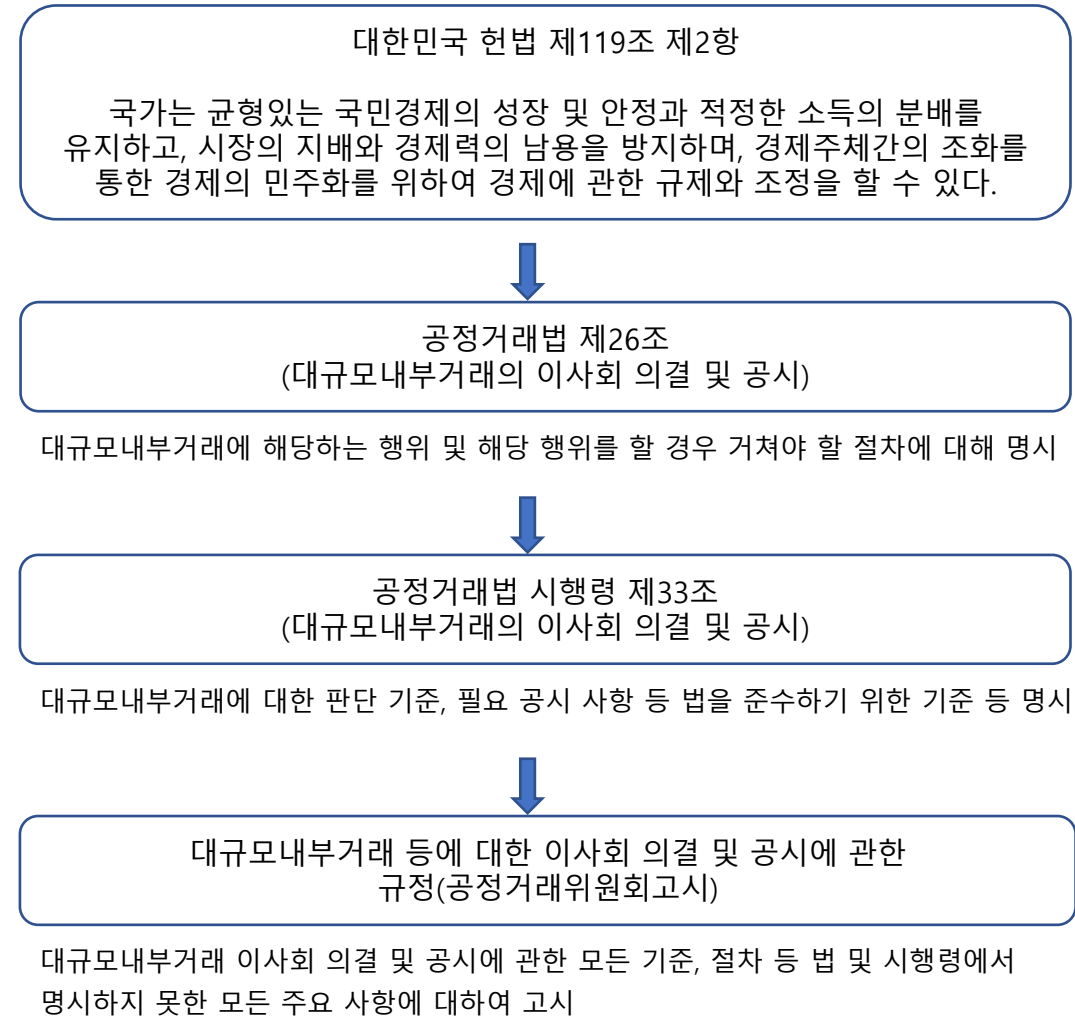 대한민국 헌법 제119조 제2항
국가는 균형있는 국민경제의 성장 및 안정과 적정한 소득의 분배를
유지하고, 시장의 지배와 경제력의 남용을 방지하며, 경제주체간의 조화를
통한 경제의 민주화를 위하여 경제에 관한 규제와 조정을 할 수 있다.
공정거래법 제26조
(대규모내부거래의 이사회 의결 및 공시)
대규모내부거래에 해당하는 행위 및 해당 행위를 할 경우 거쳐야 할 절차에 대해 명시
공정거래법 시행령 제33조
(대규모내부거래의 이사회 의결 및 공시)
대규모내부거래에 대한 판단 기준, 필요 공시 사항 등 법을 준수하기 위한 기준 등 명시
대규모내부거래 등에 대한 이사회 의결 및 공시에 관한
규정(공정거래위원회고시)
대규모내부거래 이사회 의결 및 공시에 관한 모든 기준, 절차 등 법 및 시행령에서
명시하지 못한 모든 주요 사항에 대하여 고시